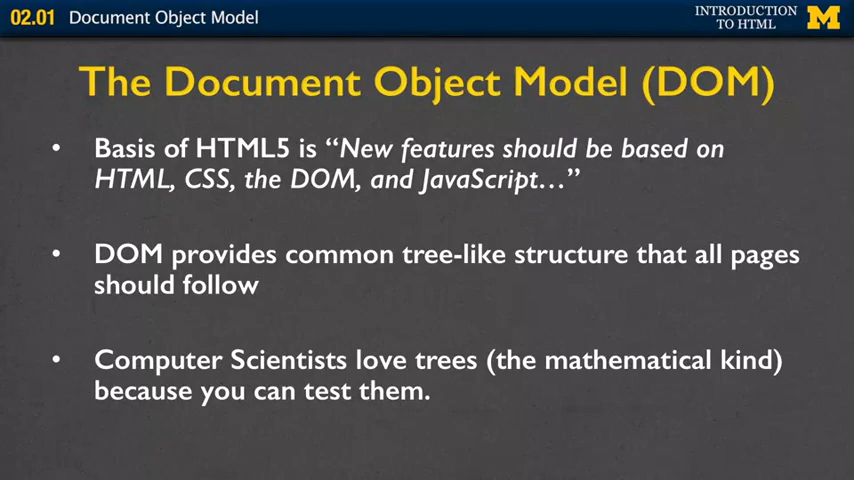 02.01 Document Object Model
INTRODUCTION
TO HTML
M
The Document Object Model (DOM)
• Basis of HTML5 is “New features should be based on
HTML, CSS, the DOM, and JavaScript…”
• DOM provides common tree-like structure that all pages
should follow
• Computer Scientists love trees (the mathematical kind)
because you can test them.